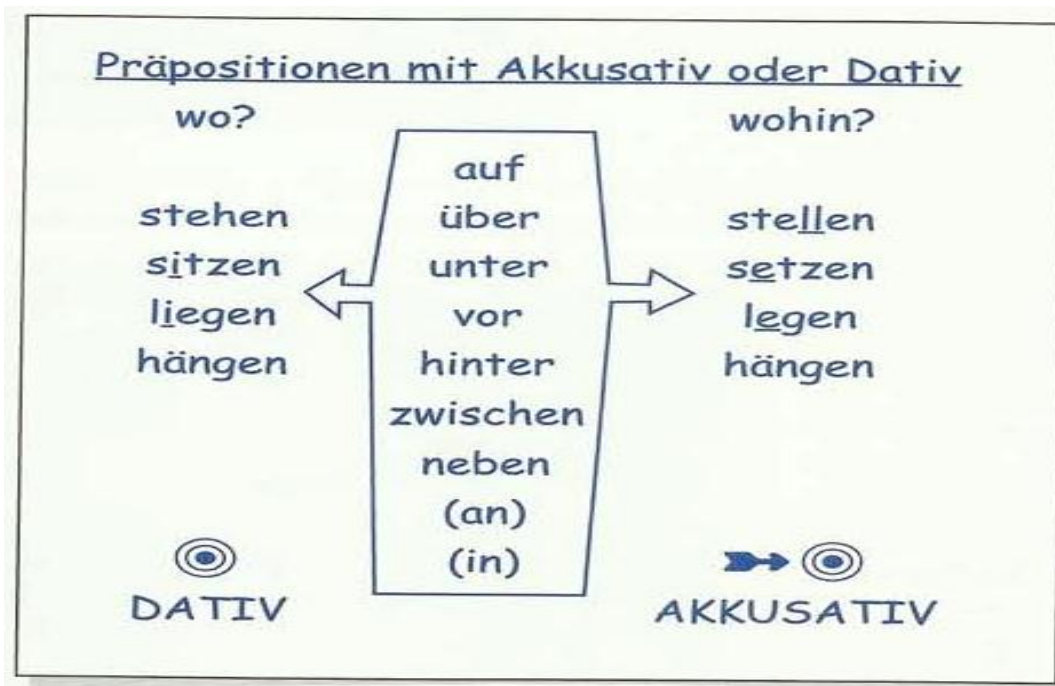 Präpositionen mit Akkusativ oder Dativ
wo?
wohin?
auf
stehen
über
stellen
sitzen
unter
setzen
liegen
vor
legen
hängen
hinter
hängen
zwischen
neben
(an)
(in)
DATIV
AKKUSATIV